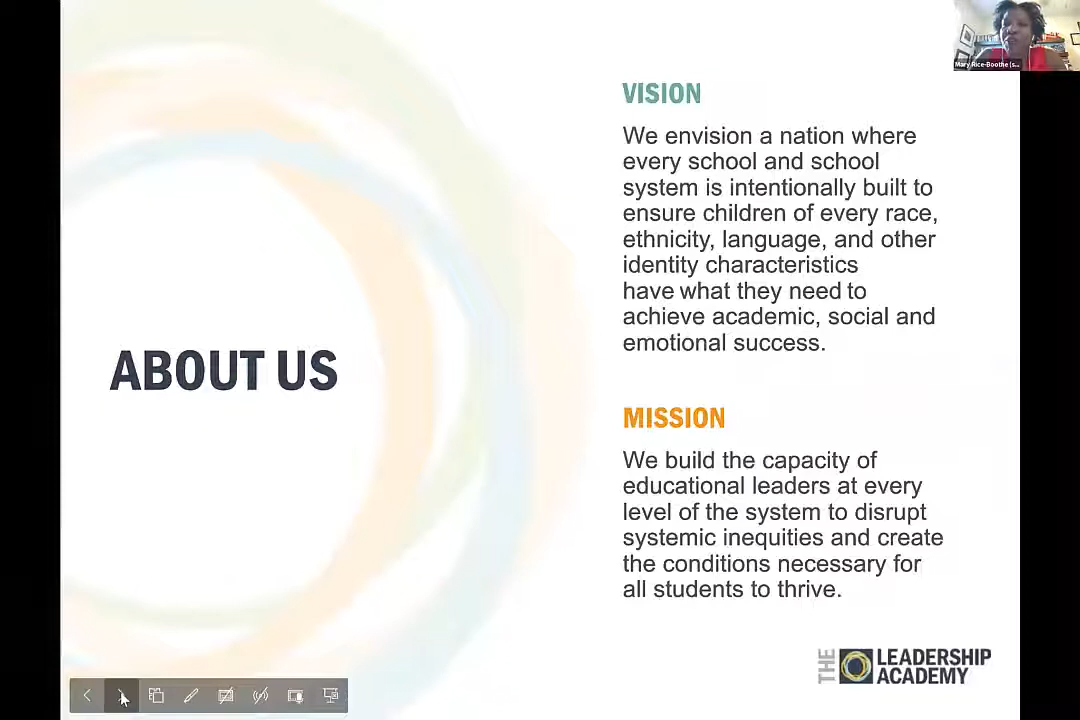 Mary Rice-Boothe (s...
VISION
We envision a nation where
every school and school
system is intentionally built to
ensure children of every race,
ethnicity, language, and other
identity characteristics
have what they need to
achieve academic, social and
emotional success.
ABOUT US
MISSION
We build the capacity of
educational leaders at every
level of the system to disrupt
systemic inequities and create
the conditions necessary for
all students to thrive.
THE LEADERSHIP
ACADEMY